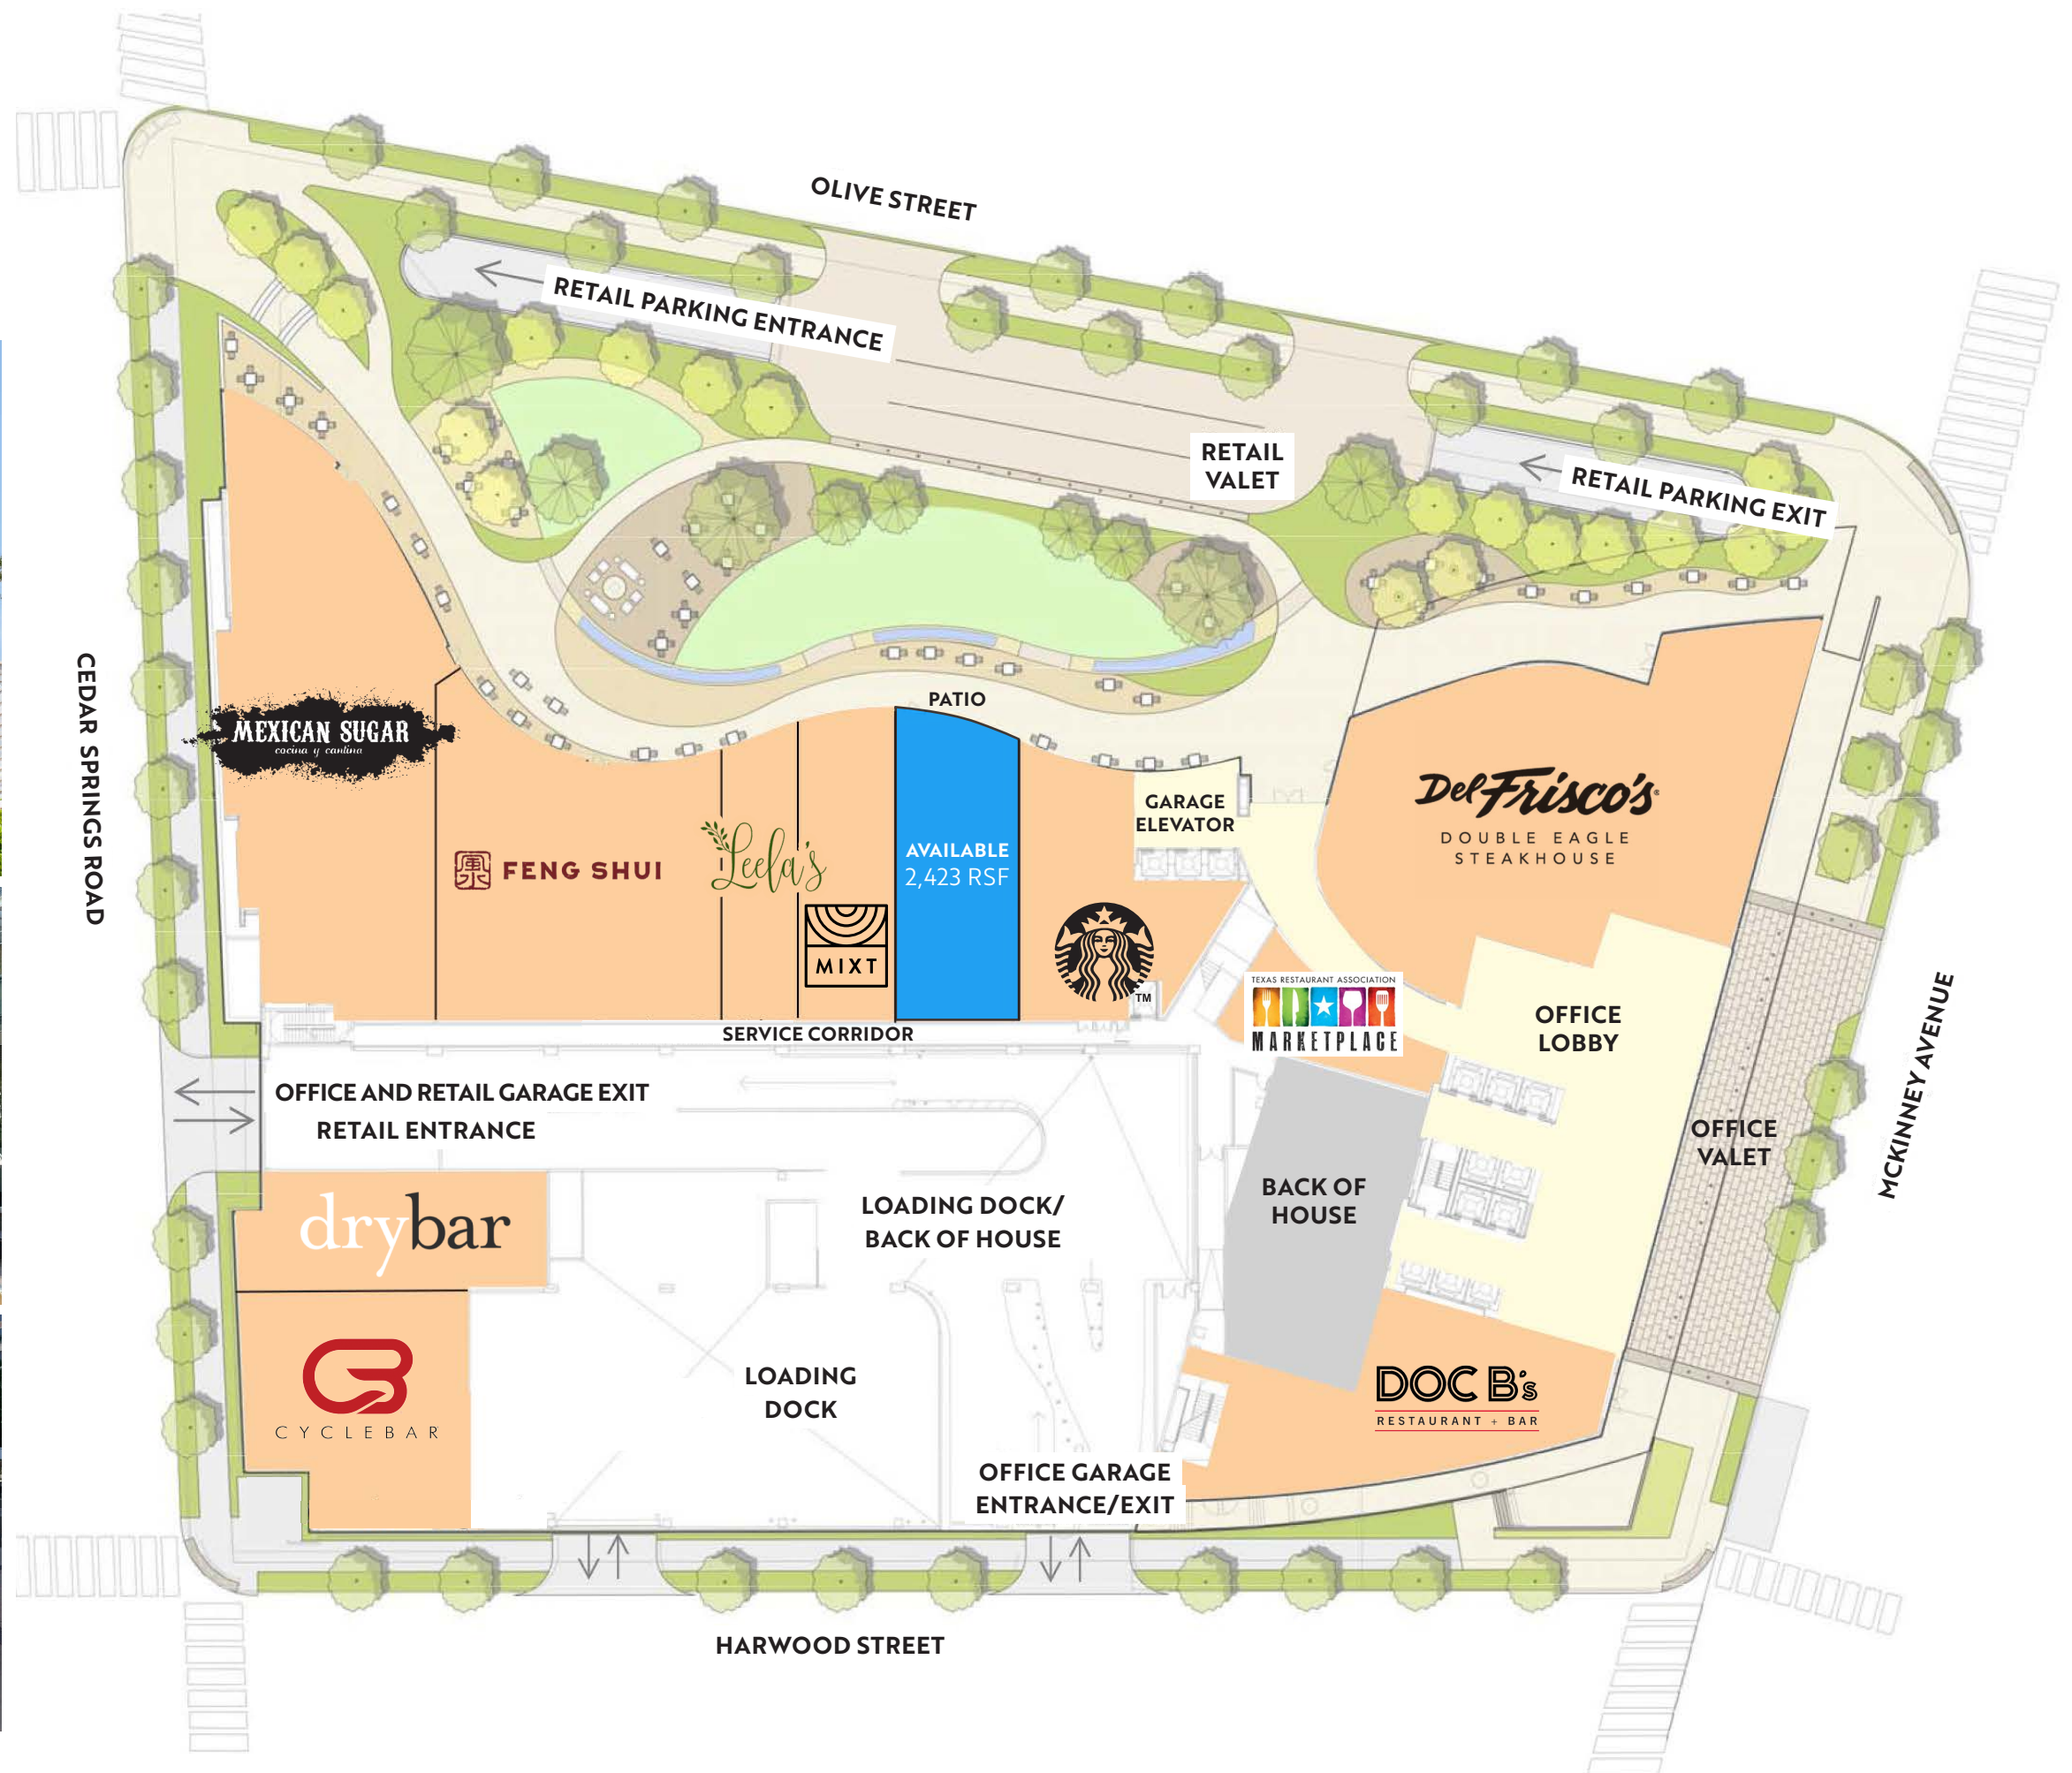 OLIVE STREET
RETAIL PARKING ENTRANCE
RETAIL
VALET
RETAIL PARKING EXIT
CEDAR SPRINGS ROAD
MEXICAN SUGAR
cocina y cantina
PATIO
FENG SHUI
Leela's
MIXT
AVAILABLE
2,423 RSF
GARAGE
ELEVATOR
TM
Del Frisco's
DOUBLE EAGLE
STEAKHOUSE
TEXAS RESTAURANT ASSOCIATION
MARKETPLACE
OFFICE
LOBBY
SERVICE CORRIDOR
OFFICE AND RETAIL GARAGE EXIT
RETAIL ENTRANCE
MCKINNEY AVENUE
OFFICE
VALET
drybar
LOADING DOCK/
BACK OF HOUSE
BACK OF
HOUSE
CYCLEBAR
LOADING
DOCK
DOC B's
RESTAURANT + BAR
OFFICE GARAGE
ENTRANCE/EXIT
HARWOOD STREET